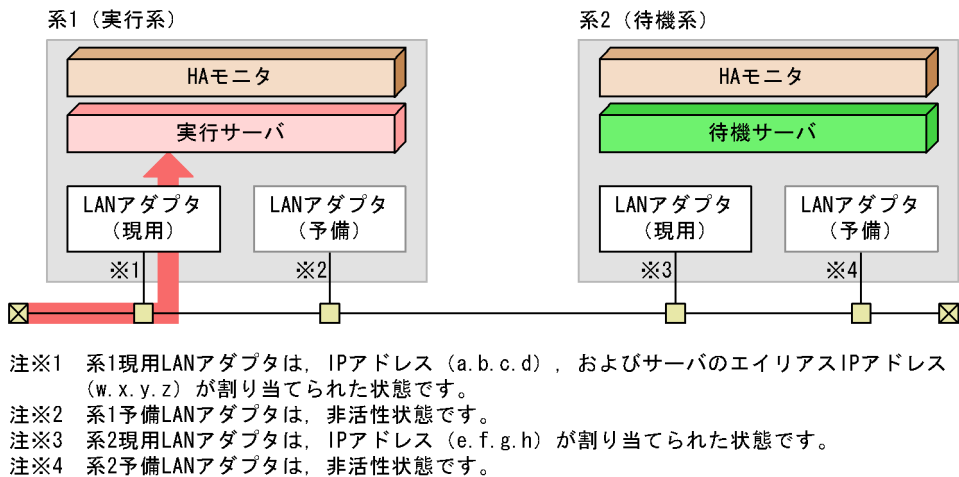 系1（実行系） 系2（待機系）
HAモニタ HAモニタ
実行サーバ 待機サーバ
LANアダプタ LANアダプタ LANアダプタ LANアダプタ
（現用） （予備） （現用） （予備）
※1 ※2 ※3 ※4
注※1 系1現用LANアダプタは，IPアドレス（a.b.c.d），およびサーバのエイリアスIPアドレス
（w.x.y.z）が割り当てられた状態です。
注※2 系1予備LANアダプタは，非活性状態です。
注※3 系2現用LANアダプタは，IPアドレス（e.f.g.h）が割り当てられた状態です。
注※4 系2予備LANアダプタは，非活性状態です。